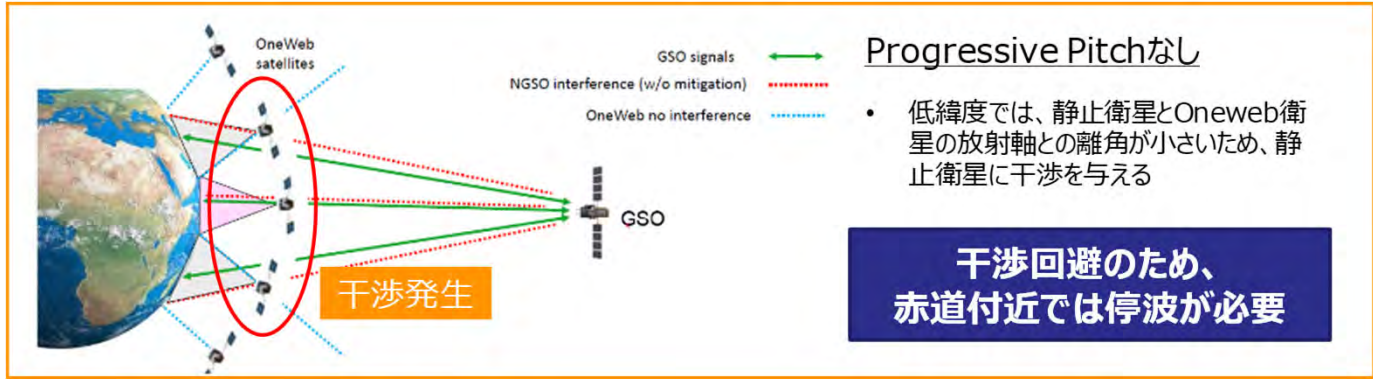 OneWeb
satellites
GSO signals
NGSO interference (w/o mitigation)
OneWeb no interference
GSO
干渉発生
Progressive Pitchなし
• 低緯度では、静止衛星とOneweb衛
星の放射軸との離角が小さいため、静
止衛星に干渉を与える
干渉回避のため、
赤道付近では停波が必要